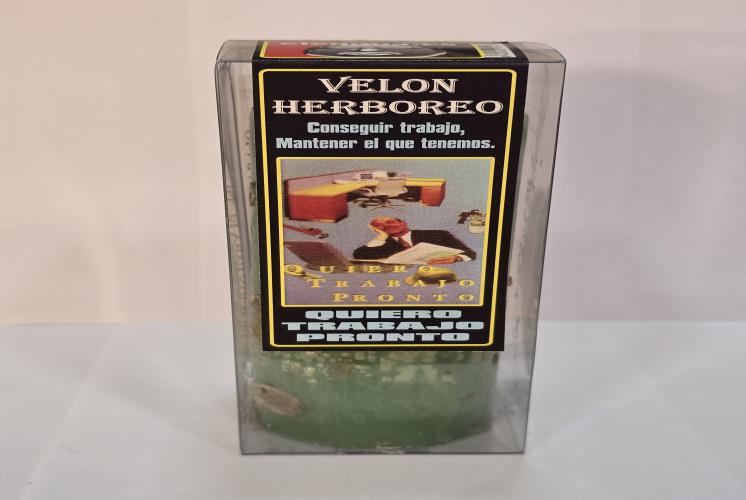 VELON
HERBOREO
Conseguir trabajo,
Mantener el que tenemos.
QUIERO
TRABAJO
PRONTO
QUIERO
TRABAJO
PRONTO